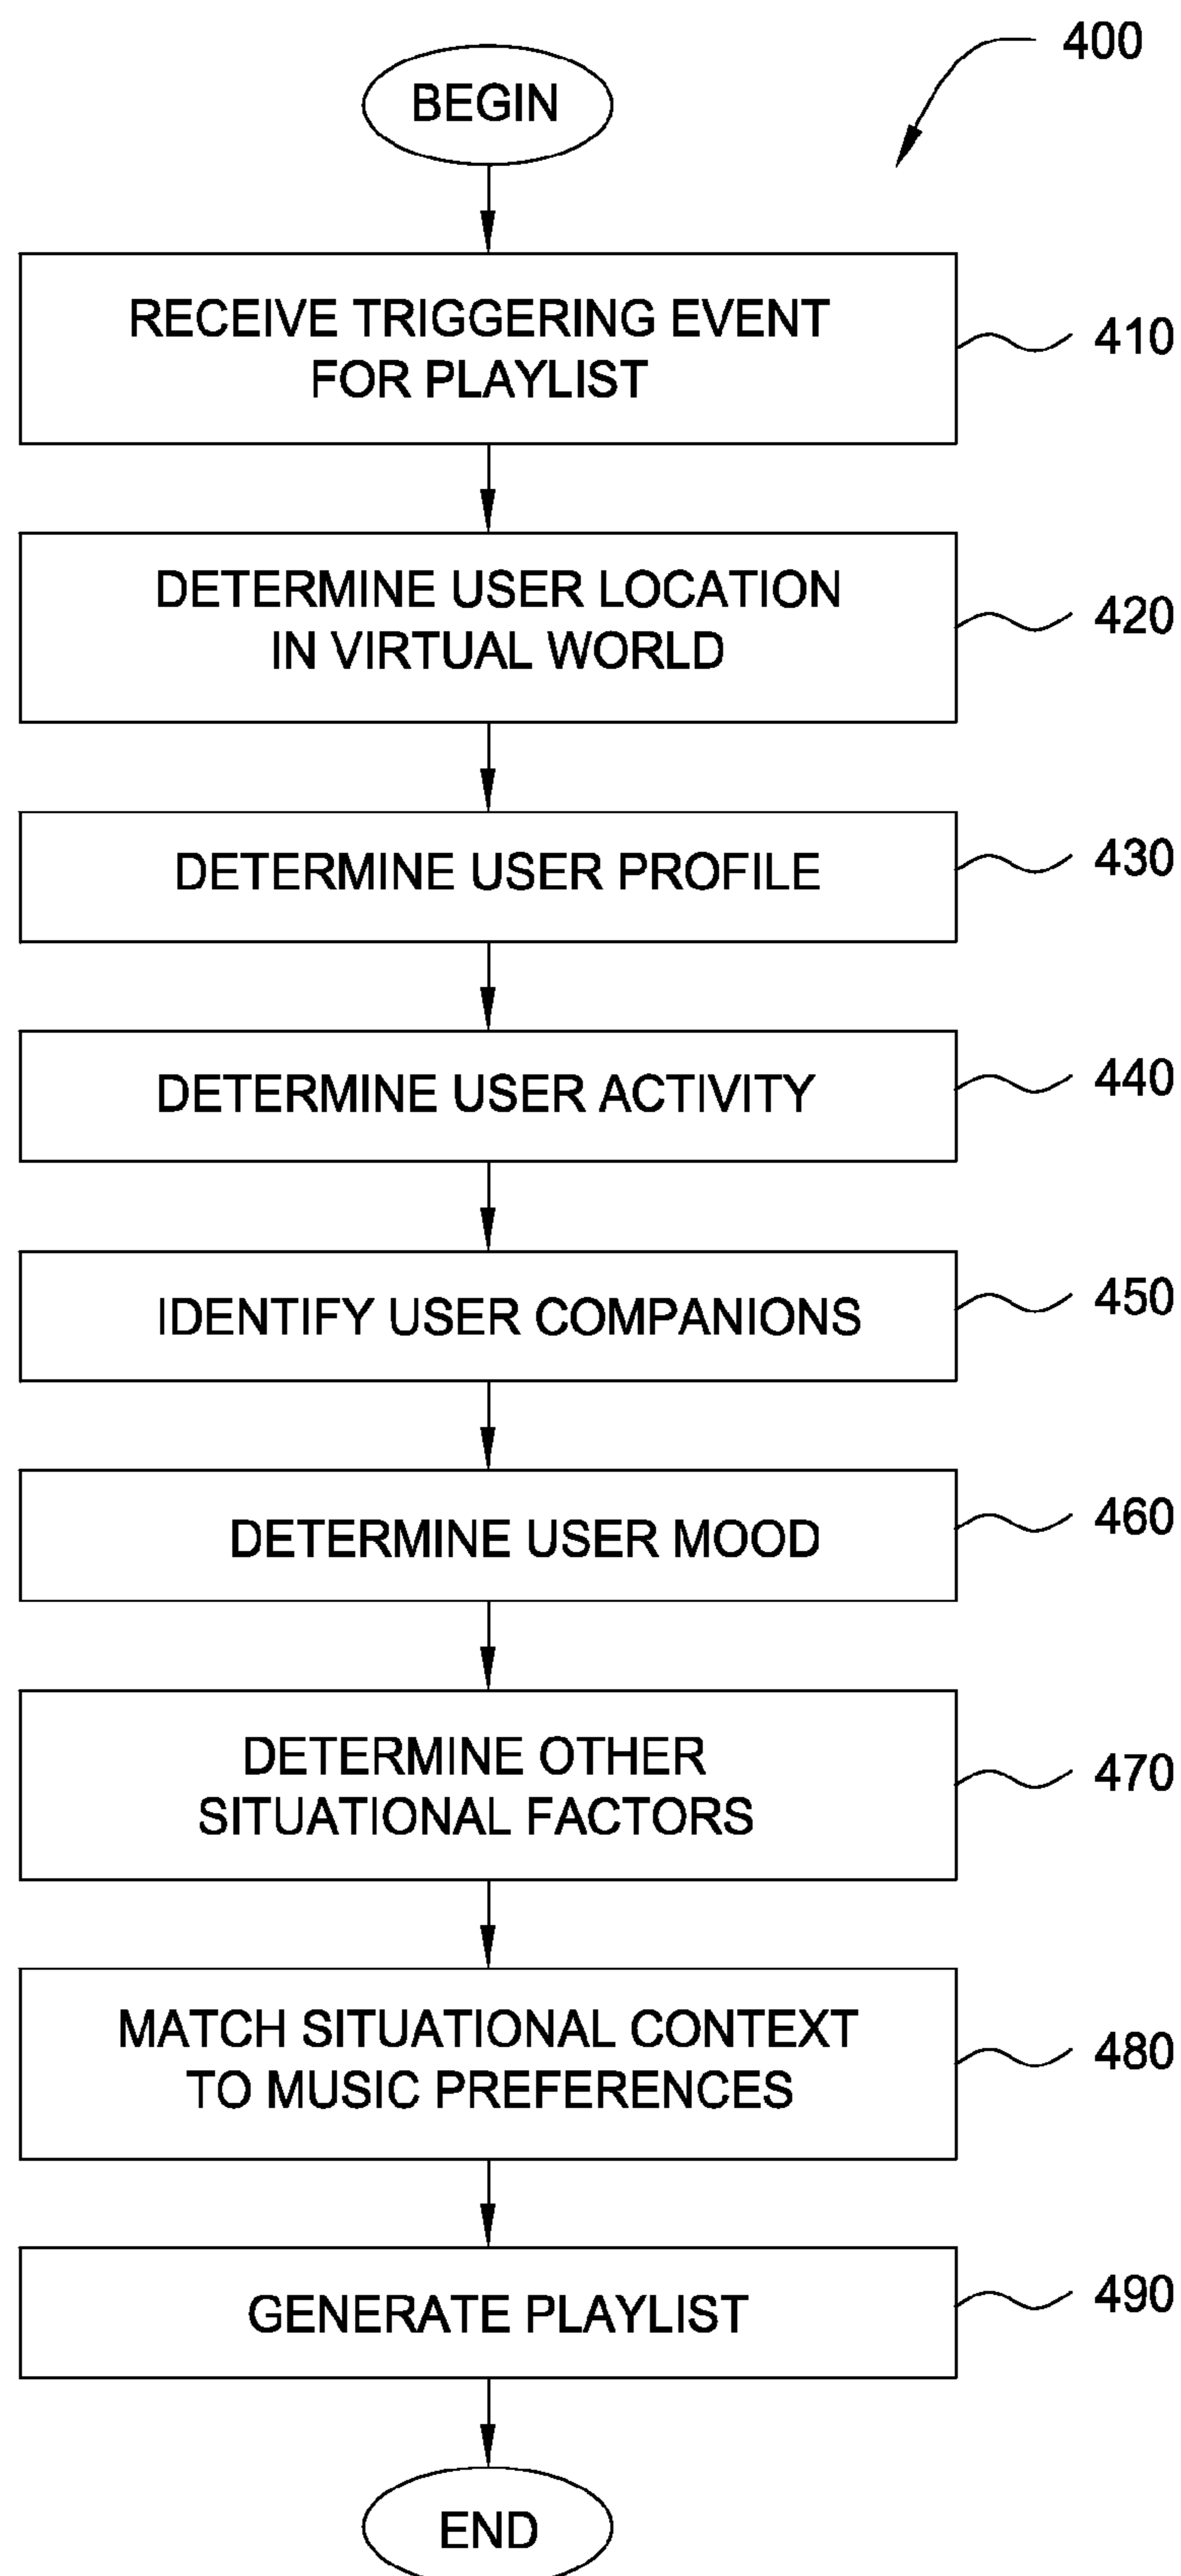 400
BEGIN
RECEIVE TRIGGERING EVENT
FOR PLAYLIST
410
DETERMINE USER LOCATION
IN VIRTUAL WORLD
420
DETERMINE USER PROFILE
430
DETERMINE USER ACTIVITY
440
IDENTIFY USER COMPANIONS
450
DETERMINE USER MOOD
460
DETERMINE OTHER
SITUATIONAL FACTORS
470
MATCH SITUATIONAL CONTEXT
TO MUSIC PREFERENCES
480
GENERATE PLAYLIST
490
END